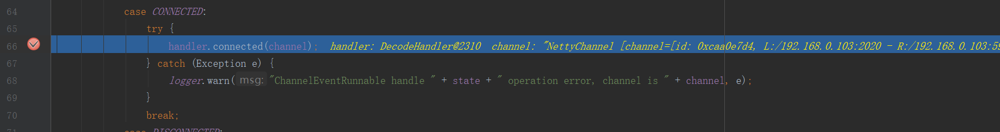 64 case CONNECTED:
65 try {
66 handler.connected(channel); handler: DecodeHandler@2310 channel: "NettyChannel [channel=[id: 0xcaa0e7d4, L:/192.168.0.103:2020 - R:/192.168.0.103:59
67 } catch (Exception e) {
68 logger.warn( msg: "ChannelEventRunnable handle " + state + " operation error, channel is " + channel, e);
69 }
70 break;
71 case DISCONNECTED: